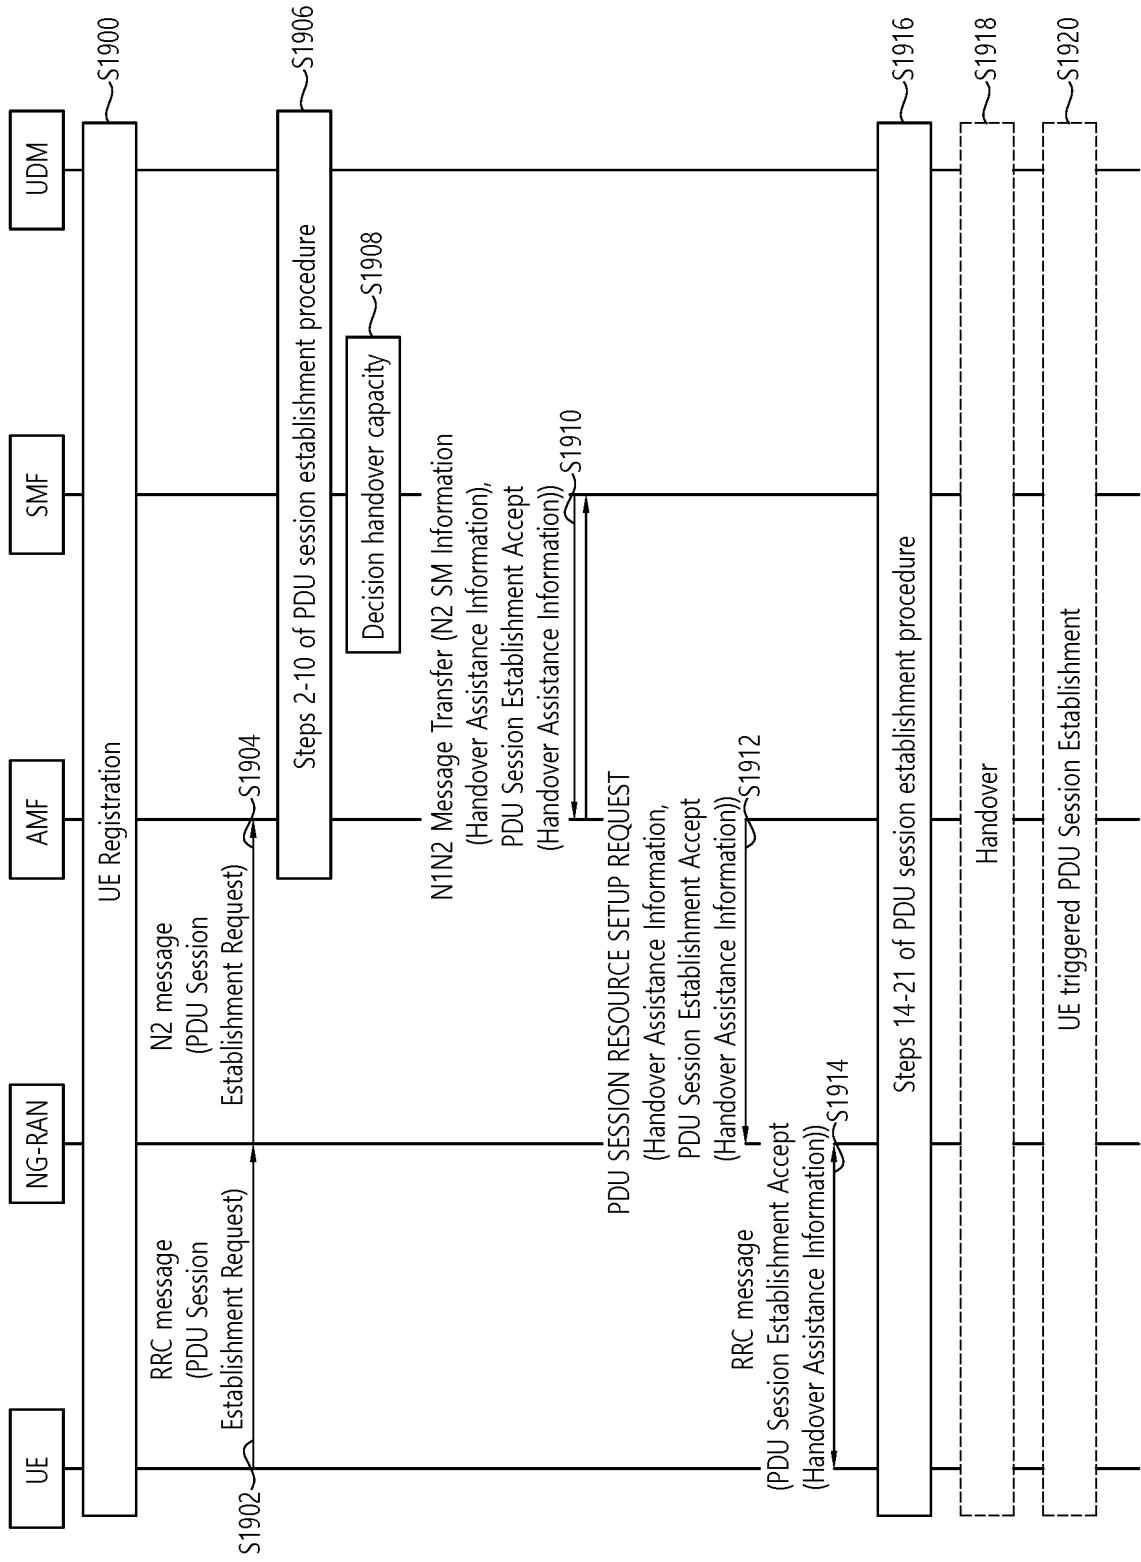 UE
NG-RAN
AMF
SMF
UDM
UE Registration
S1900
RRC message
(PDU Session
Establishment Request)
S1902
N2 message
(PDU Session
Establishment Request)
S1904
Steps 2-10 of PDU session establishment procedure
S1906
Decision handover capacity
S1908
N1N2 Message Transfer (N2 SM Information
(Handover Assistance Information),
PDU Session Establishment Accept
(Handover Assistance Information))
S1910
PDU SESSION RESOURCE SETUP REQUEST
(Handover Assistance Information,
PDU Session Establishment Accept
(Handover Assistance Information))
S1912
RRC message
(PDU Session Establishment Accept
(Handover Assistance Information))
S1914
Steps 14-21 of PDU session establishment procedure
S1916
Handover
S1918
UE triggered PDU Session Establishment
S1920